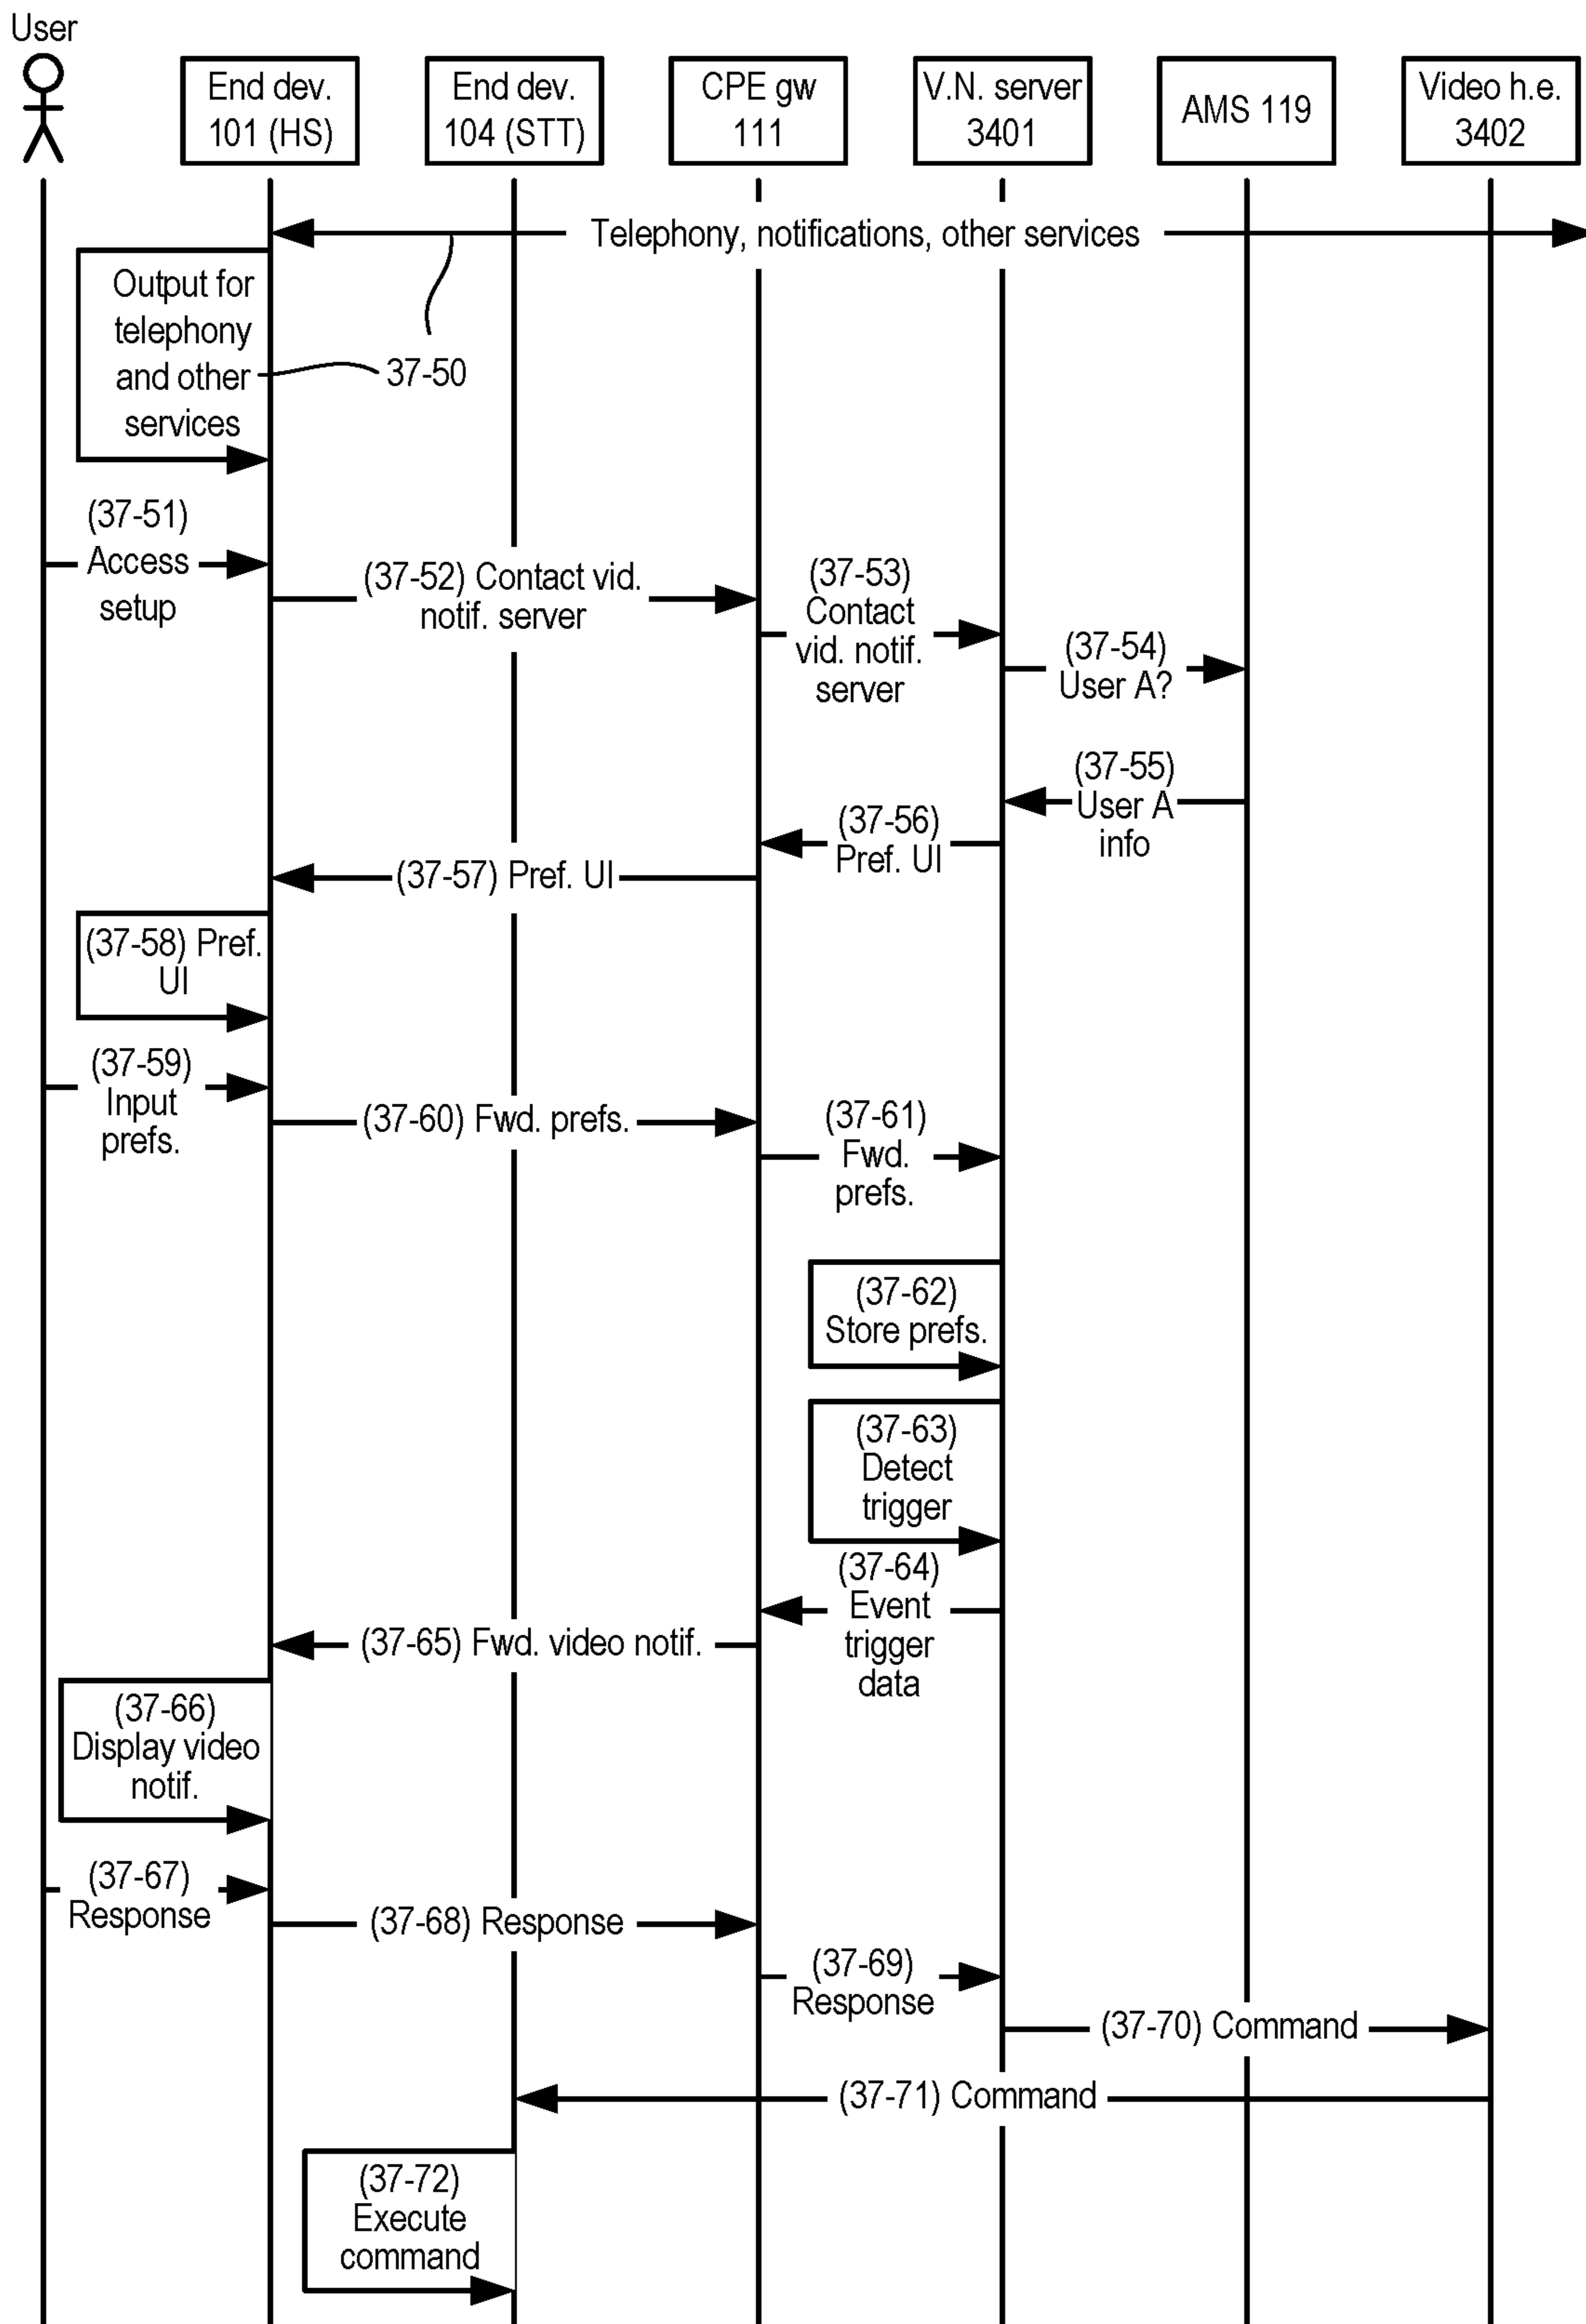 User
End dev.
101 (HS)
End dev.
104 (STT)
CPE gw
111
V.N. server
3401
AMS 119
Video h.e.
3402
Telephony, notifications, other services
Output for
telephony
and other
services
37-50
(37-51)
Access
setup
(37-52) Contact vid.
notif. server
(37-53)
Contact
vid. notif.
server
(37-54)
User A?
(37-55)
User A
info
(37-56)
Pref. UI
(37-57) Pref. UI
(37-58) Pref.
UI
(37-59)
Input
prefs.
(37-60) Fwd. prefs.
(37-61)
Fwd.
prefs.
(37-62)
Store prefs.
(37-63)
Detect
trigger
(37-64)
Event
trigger
data
(37-65) Fwd. video notif.
(37-66)
Display video
notif.
(37-67)
Response
(37-68) Response
(37-69)
Response
(37-70) Command
(37-71) Command
(37-72)
Execute
command